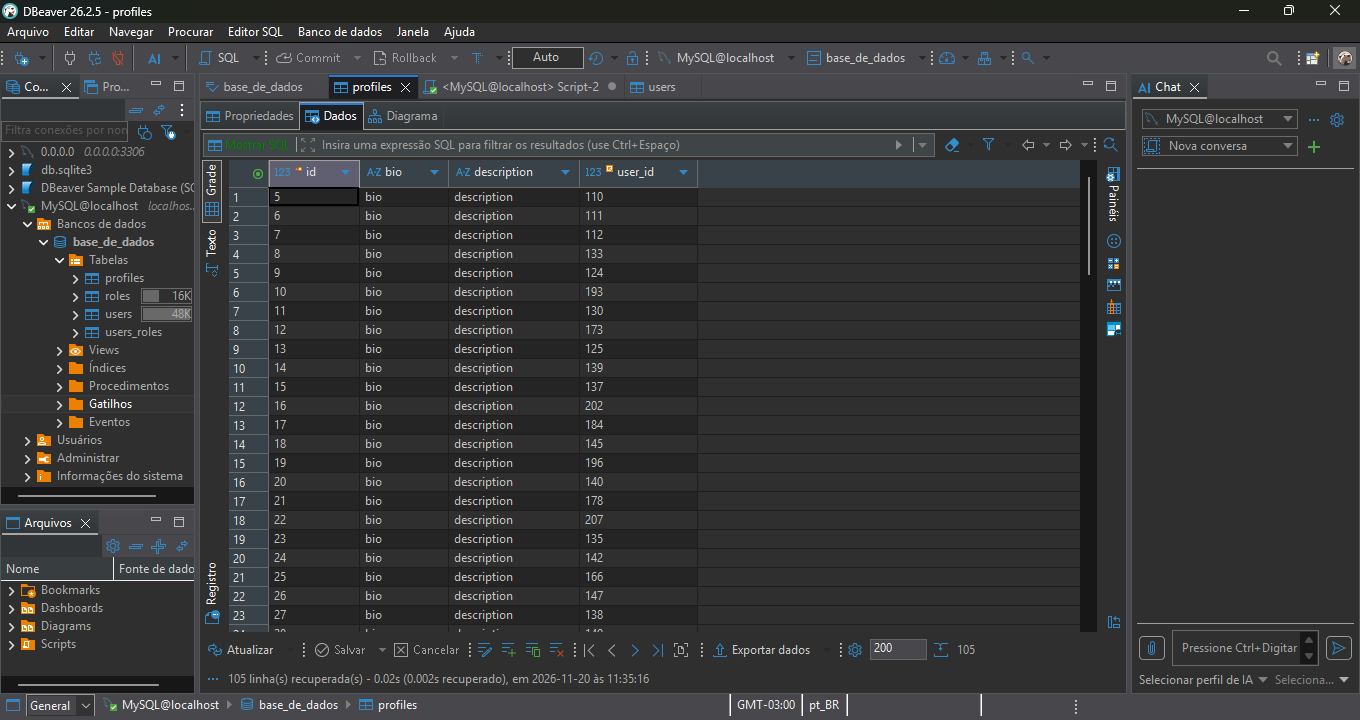 DBeaver 26.2.5 - profiles
Arquivo Editar Navegar Procurar Editor SQL Banco de dados Janela Ajuda
AI SQL Commit Rollback T Auto MySQL@localhost base_de_dados
Co... Pro...
Filtra conexões por nom
0.0.0.0 0.0.0.0:3306
db.sqlite3
DBeaver Sample Database (SQ
MySQL@localhost localhos..
Bancos de dados
base_de_dados
Tabelas
profiles
roles 16K
users 48K
users_roles
Views
Índices
Procedimentos
Gatilhos
Eventos
Usuários
Administrar
Informações do sistema
Arquivos
Nome Fonte de dado
Bookmarks
Dashboards
Diagrams
Scripts
base_de_dados profiles <MySQL@localhost> Script-2 users
Propriedades Dados Diagrama
Mostrar SQL Insira uma expressão SQL para filtrar os resultados (use Ctrl+Espaço)
Grade
Texto
Registro
123 id A-Z bio A-Z description 123 user_id
1 5 bio description 110
2 6 bio description 111
3 7 bio description 112
4 8 bio description 133
5 9 bio description 124
6 10 bio description 193
7 11 bio description 130
8 12 bio description 173
9 13 bio description 125
10 14 bio description 139
11 15 bio description 137
12 16 bio description 202
13 17 bio description 184
14 18 bio description 145
15 19 bio description 196
16 20 bio description 140
17 21 bio description 178
18 22 bio description 207
19 23 bio description 135
20 24 bio description 142
21 25 bio description 166
22 26 bio description 147
23 27 bio description 138
Painéis
Atualizar Salvar Cancelar Exportar dados 200 105
105 linha(s) recuperada(s) - 0.02s (0.002s recuperado), em 2026-11-20 às 11:35:16
AI Chat
MySQL@localhost
Nova conversa
Pressione Ctrl+Digitar
Selecionar perfil de IA Seleciona...
General MySQL@localhost base_de_dados profiles GMT-03:00 pt_BR